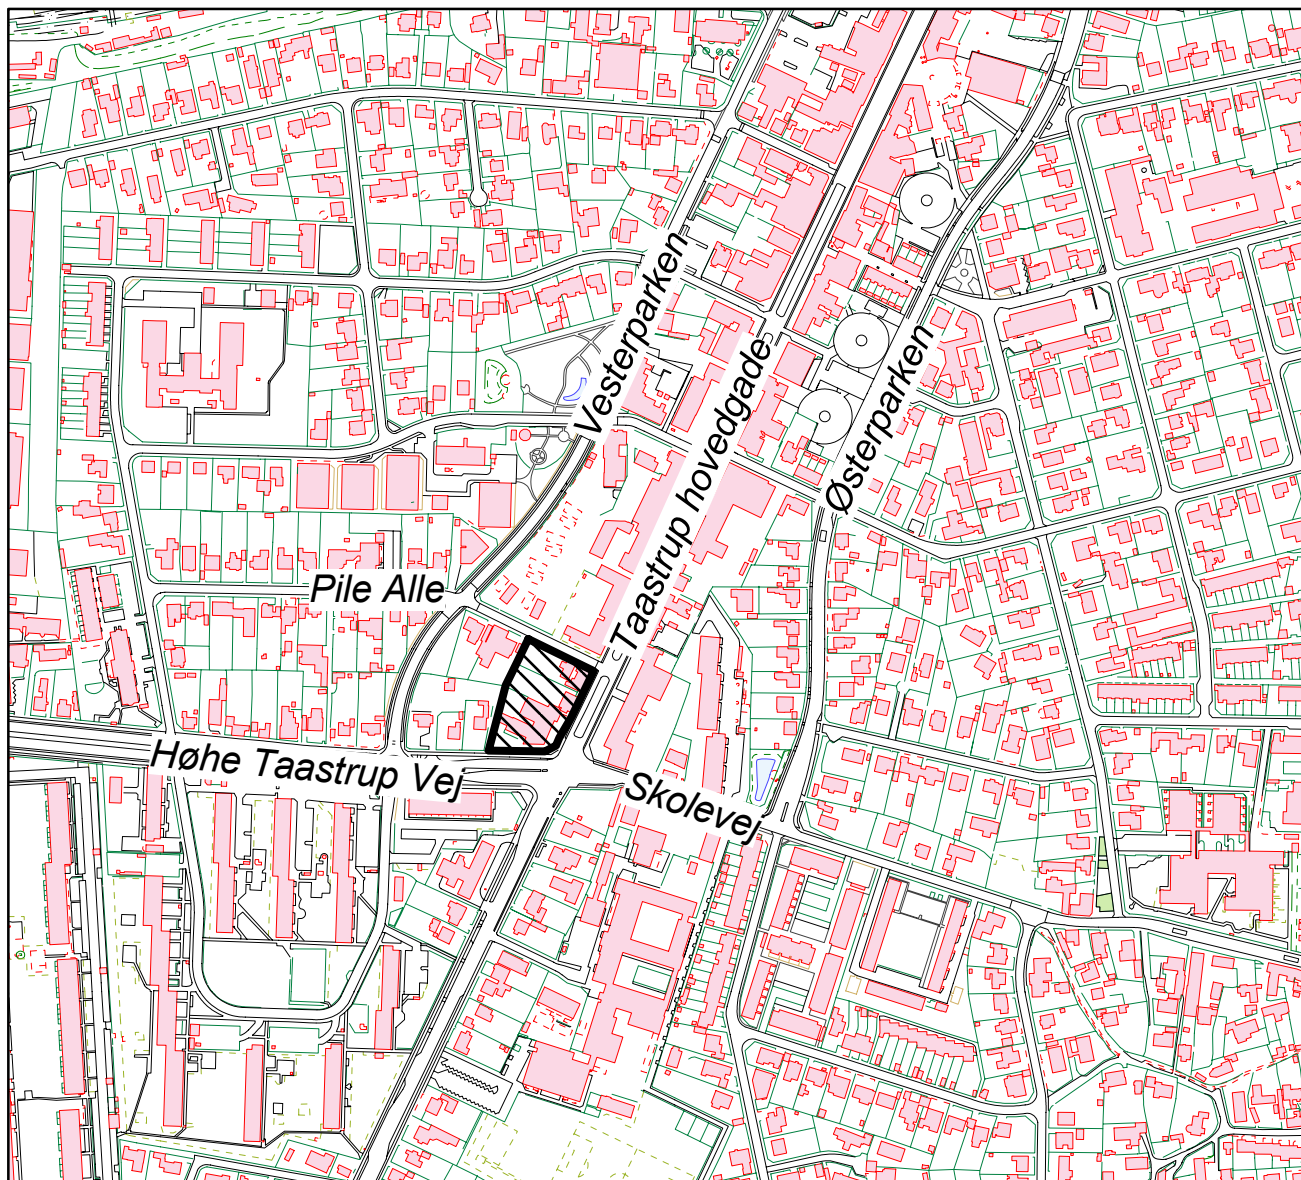 Vesterparken
Taastrup hovedgade
Østerparken
Pile Alle
Høhe Taastrup Vej
Skolevej